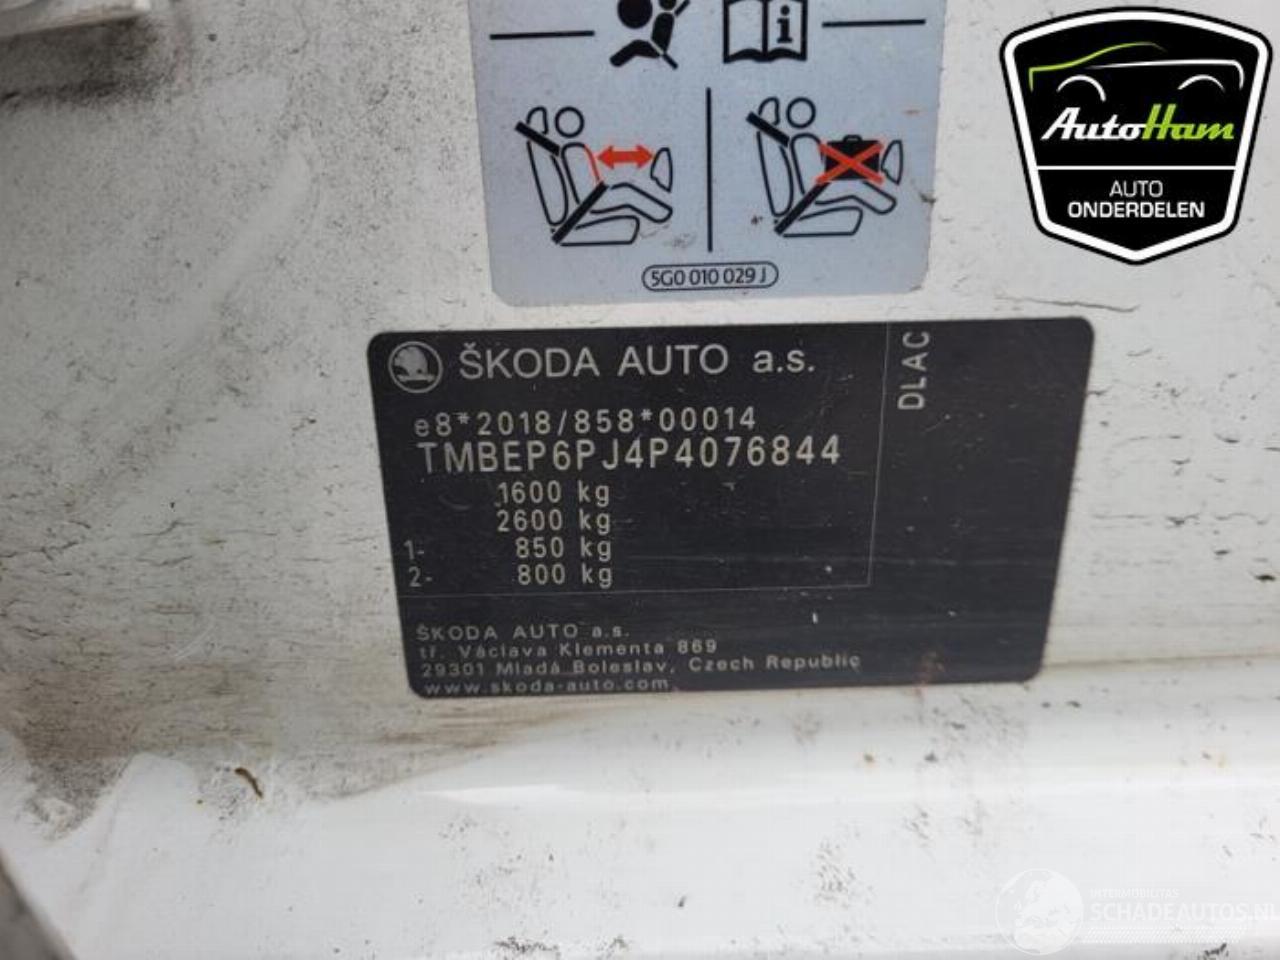 AutoHam
AUTO
ONDERDELEN
5G0 010 029 J
ŠKODA AUTO a.s.
DLAC
e8*2018/858*00014
TMBEP6PJ4P4076844
1600 kg
2600 kg
1- 850 kg
2- 800 kg
ŠKODA AUTO a.s.
tř. Václava Klementa 869
29301 Mladá Boleslav, Czech Republic
www.skoda-auto.com
INTERMOBILITAS
SCHADEAUTOS.NL